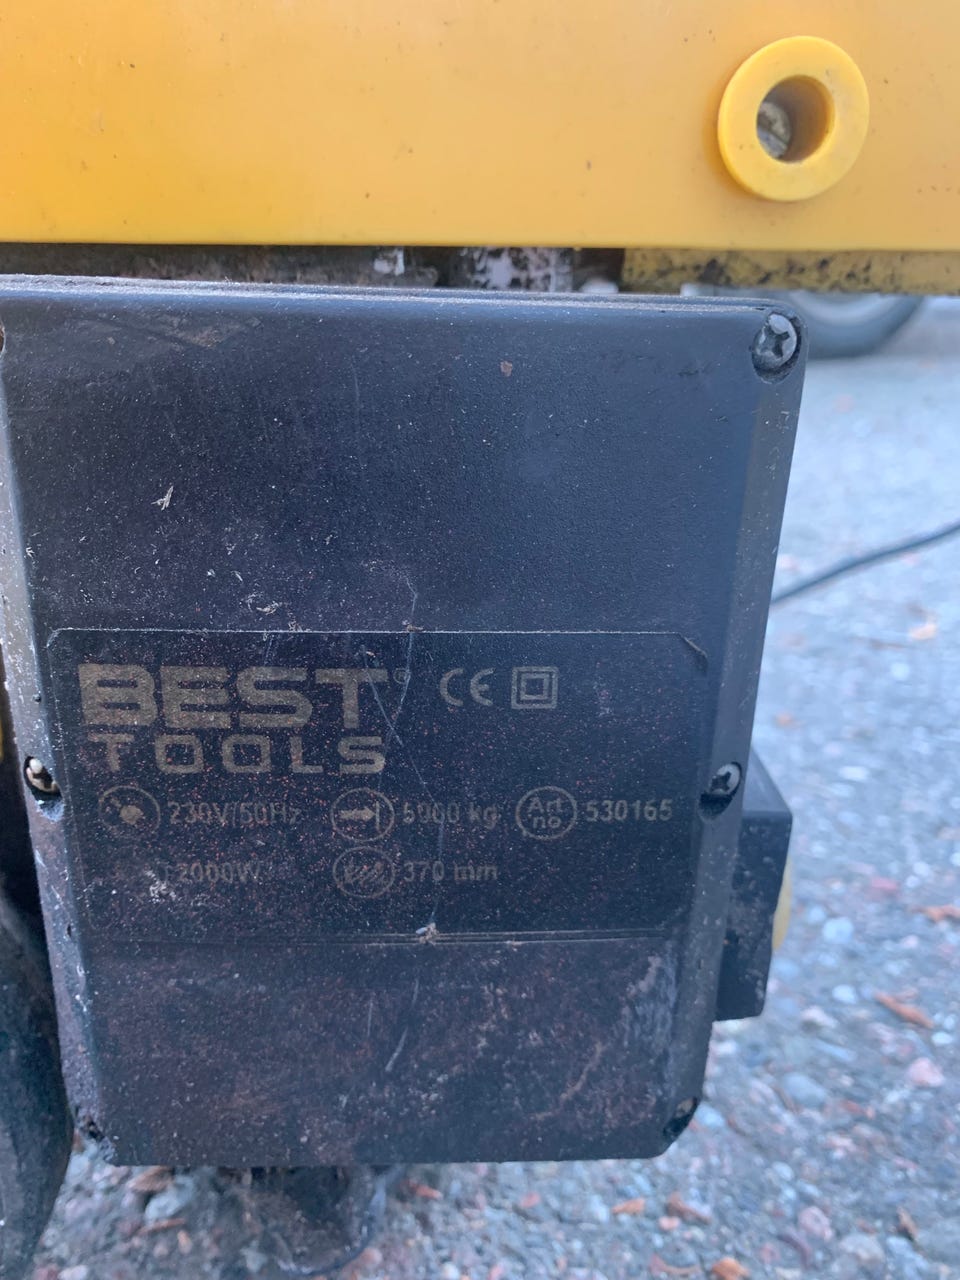 BEST® CE
TOOLS
230V/50Hz 5000 kg Art no 530165
2000W 370 mm